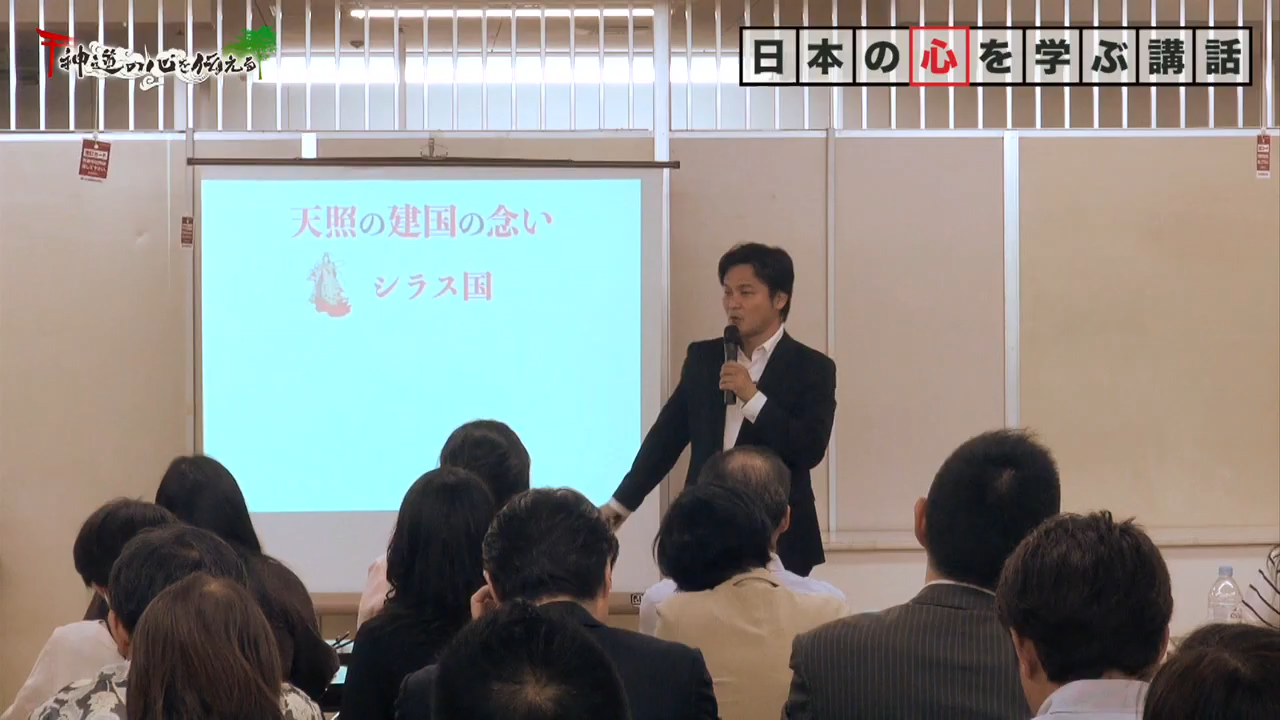 神道の心を伝える
日本の心を学ぶ講話
天照の建国の念い
シラス国